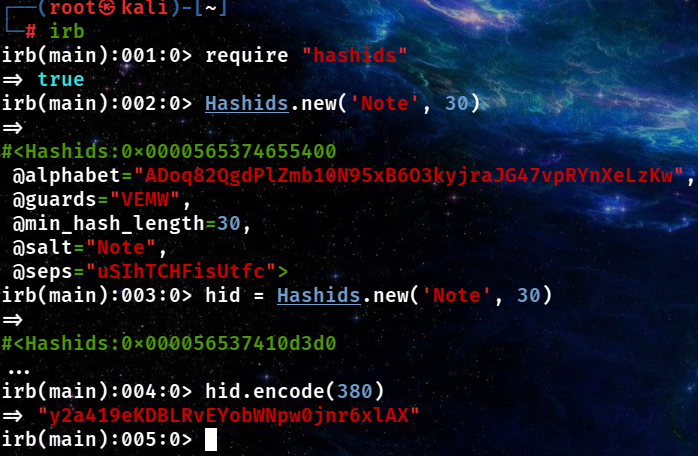 ┌──(root㉿kali)-[~]
└─# irb
irb(main):001:0> require "hashids"
=> true
irb(main):002:0> Hashids.new('Note', 30)
=>
#<Hashids:0x0000565374655400
 @alphabet="ADoq82QgdPlZmb10N95xB6O3kyjraJG47vpRYnXeLzKw",
 @guards="VEMW",
 @min_hash_length=30,
 @salt="Note",
 @seps="uSIhTCHFisUtfc">
irb(main):003:0> hid = Hashids.new('Note', 30)
=>
#<Hashids:0x000056537410d3d0
...
irb(main):004:0> hid.encode(380)
=> "y2a419eKDBLRvEYobWNpw0jnr6xlAX"
irb(main):005:0>